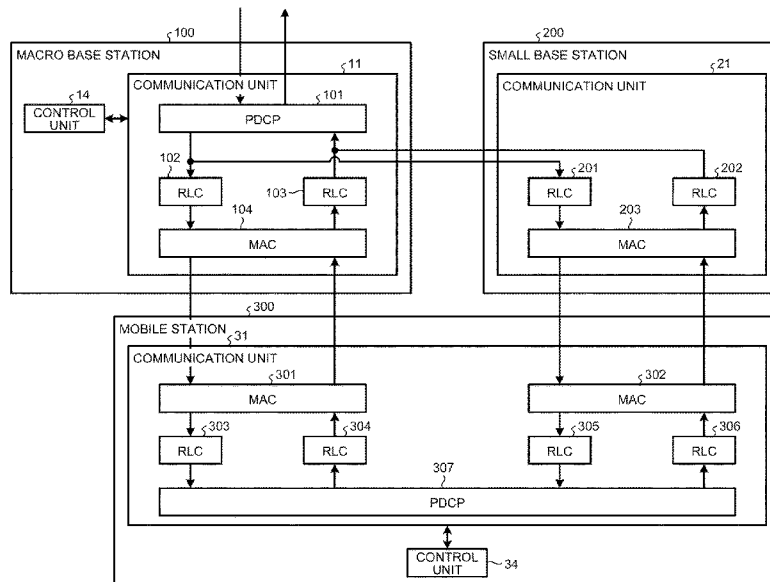 100
200
MACRO BASE STATION
SMALL BASE STATION
11
21
COMMUNICATION UNIT
COMMUNICATION UNIT
14
101
CONTROL UNIT
PDCP
102
201
202
RLC
103
RLC
RLC
RLC
104
203
MAC
MAC
300
MOBILE STATION
31
COMMUNICATION UNIT
301
302
MAC
MAC
303
304
305
306
RLC
RLC
RLC
RLC
307
PDCP
CONTROL
UNIT
34